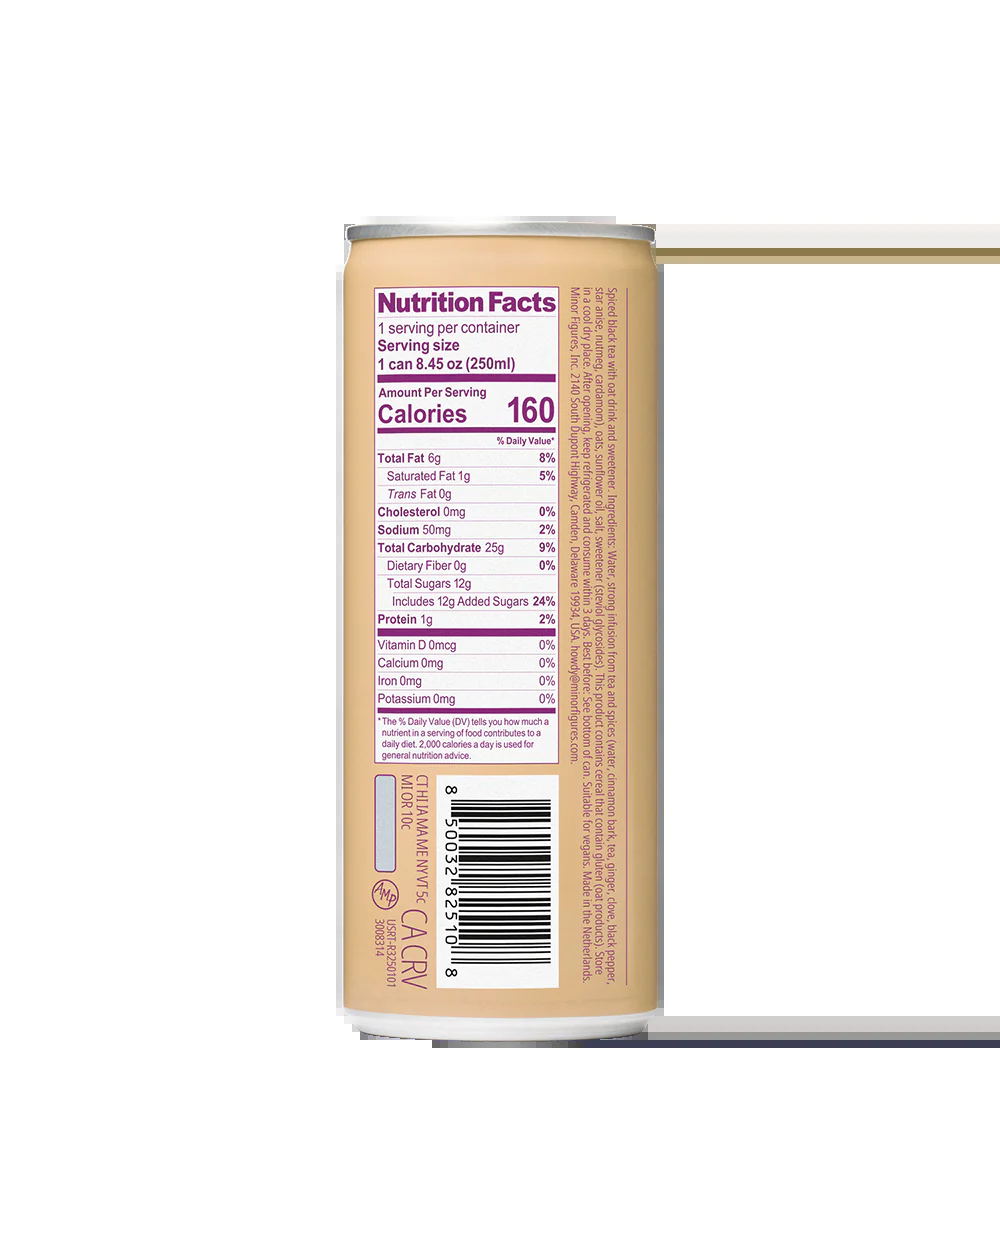 Nutrition Facts
1 serving per container
Serving size
1 can 8.45 oz (250ml)
Amount Per Serving
Calories 160
% Daily Value*
Total Fat 6g 8%
Saturated Fat 1g 5%
Trans Fat 0g
Cholesterol 0mg 0%
Sodium 50mg 2%
Total Carbohydrate 25g 9%
Dietary Fiber 0g 0%
Total Sugars 12g
Includes 12g Added Sugars 24%
Protein 1g 2%
Vitamin D 0mcg 0%
Calcium 0mg 0%
Iron 0mg 0%
Potassium 0mg 0%
* The % Daily Value (DV) tells you how much a
nutrient in a serving of food contributes to a
daily diet. 2,000 calories a day is used for
general nutrition advice.
Spiced black tea with oat drink and sweetener. Ingredients: Water, strong infusion from tea and spices (water, cinnamon bark, tea, ginger, clove, black pepper,
star anise, nutmeg, cardamom), oats, sunflower oil, salt, sweetener (steviol glycosides). This product contains cereal that contain gluten (oat products). Store
in a cool dry place. After opening, keep refrigerated and consume within 3 days. Best before: See bottom of can. Suitable for vegans. Made in the Netherlands.
Minor Figures, Inc. 2140 South Dupont Highway, Camden, Delaware 19934, USA. howdy@minorfigures.com.
8 50032 82510 8
CT HI IA MA ME NY VT 5c
MI OR 10c
CA CRV
AMP
USRT-R3250101
3008314